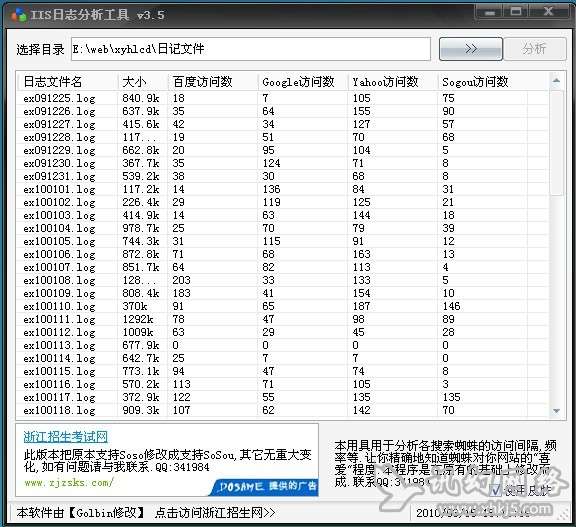 IIS日志分析工具 v3.5
选择目录 E:\web\xyhlcd\日记文件 >> 分析
日志文件名 大小 百度访问数 Google访问数 Yahoo访问数 Sogou访问数
ex091225.log 840.9k 18 7 105 75
ex091226.log 637.9k 35 64 155 90
ex091227.log 415.6k 42 34 127 57
ex091228.log 117... 19 51 70 68
ex091229.log 662.8k 20 95 104 5
ex091230.log 367.7k 35 124 71 8
ex091231.log 539.2k 38 30 68 8
ex100101.log 117.2k 14 136 84 31
ex100102.log 226.4k 29 119 125 21
ex100103.log 414.9k 14 63 144 18
ex100104.log 978.7k 25 70 79 39
ex100105.log 744.3k 31 115 91 12
ex100106.log 872.8k 71 68 163 13
ex100107.log 851.7k 64 82 113 4
ex100108.log 128... 203 33 133 5
ex100109.log 808.4k 183 41 154 10
ex100110.log 370k 91 65 187 146
ex100111.log 1292k 78 47 98 89
ex100112.log 1009k 63 29 45 28
ex100113.log 677.9k 0 0 0 0
ex100114.log 642.7k 25 7 7 0
ex100115.log 773.1k 94 47 74 8
ex100116.log 570.2k 113 71 105 3
ex100117.log 372.9k 122 55 135 135
ex100118.log 909.3k 107 62 142 70
浙江招生考试网
此版本把原本支持Soso修改成支持SoSou,其它无重大变
化,如有问题请与我联系.QQ:341984
www.zjzsks.com/
DOSAME 提供的广告
本用具用于分析各搜索蜘蛛的访问间隔,频
率等.让你精确地知道蜘蛛对你网站的"喜
爱"程度.本程序是在原有的基础上修改而
成.联系QQ:341984
使用皮肤
本软件由【Golbin修改】 点击访问浙江招生网>>